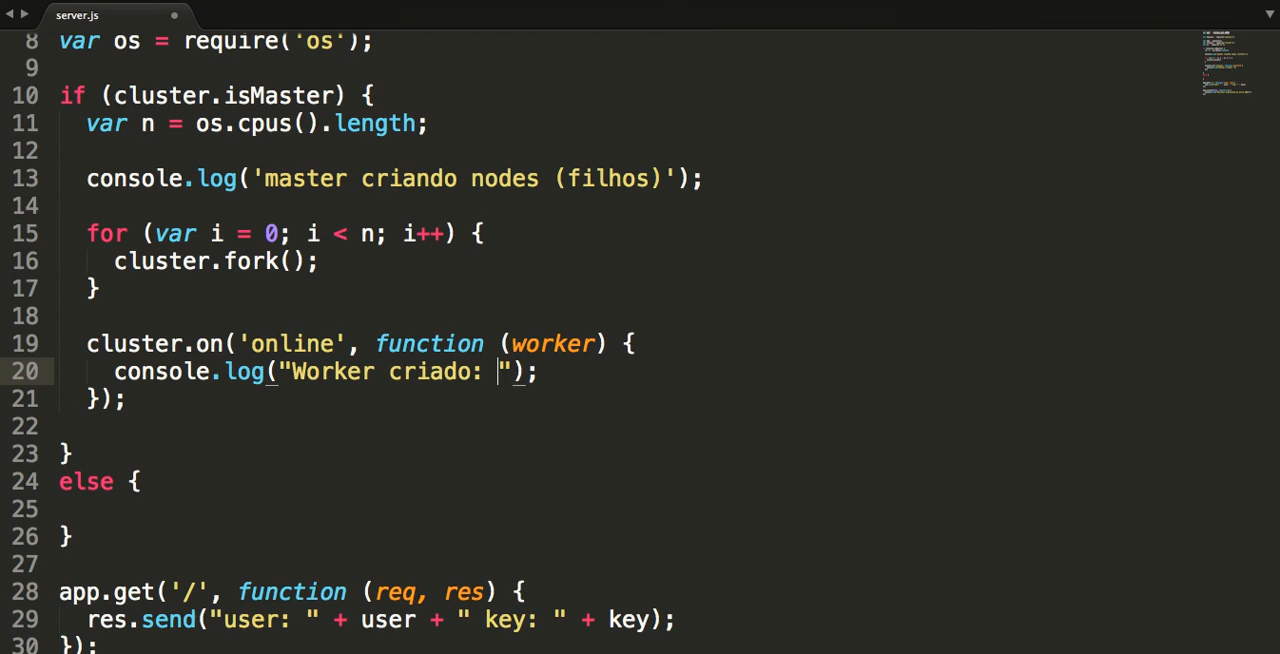 server.js
8 var os = require('os');
9
10 if (cluster.isMaster) {
11 var n = os.cpus().length;
12
13 console.log('master criando nodes (filhos)');
14
15 for (var i = 0; i < n; i++) {
16 cluster.fork();
17 }
18
19 cluster.on('online', function (worker) {
20 console.log("Worker criado: ");
21 });
22
23 }
24 else {
25
26 }
27
28 app.get('/', function (req, res) {
29 res.send("user: " + user + " key: " + key);
30 });